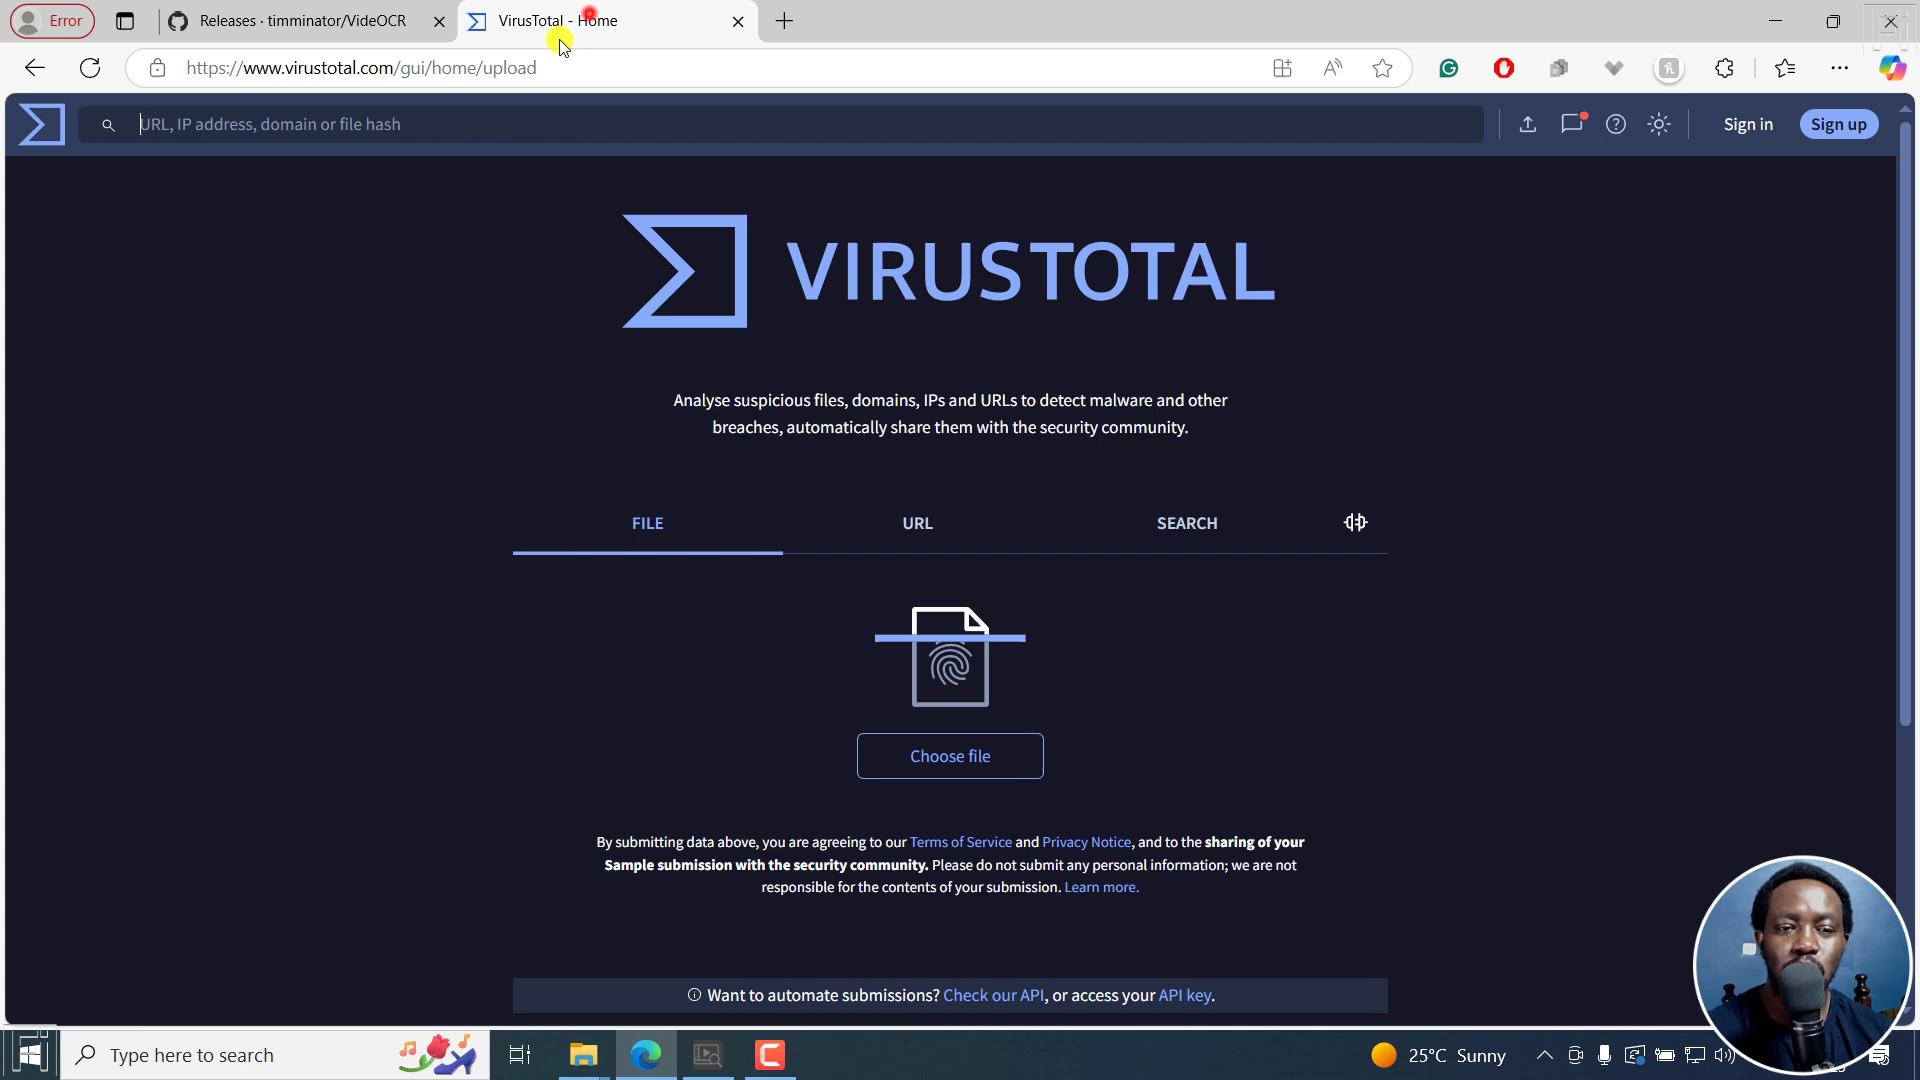 Error
Releases · timminator/VideOCR
VirusTotal - Home
https://www.virustotal.com/gui/home/upload
URL, IP address, domain or file hash
Sign in
Sign up
VIRUSTOTAL
Analyse suspicious files, domains, IPs and URLs to detect malware and other
breaches, automatically share them with the security community.
FILE
URL
SEARCH
Choose file
By submitting data above, you are agreeing to our Terms of Service and Privacy Notice, and to the sharing of your
Sample submission with the security community. Please do not submit any personal information; we are not
responsible for the contents of your submission. Learn more.
Want to automate submissions? Check our API, or access your API key.
Type here to search
25°C Sunny